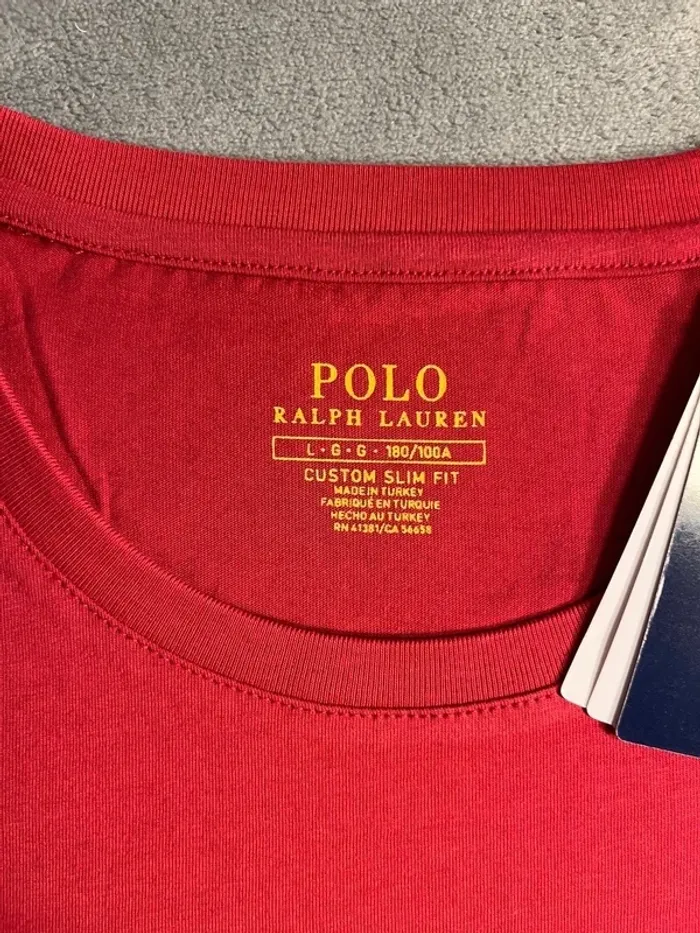 POLO
RALPH LAUREN
L · G · G · 180/100A
CUSTOM SLIM FIT
MADE IN TURKEY
FABRIQUÉ EN TURQUIE
HECHO AU TURKEY
RN 41381/CA 56658